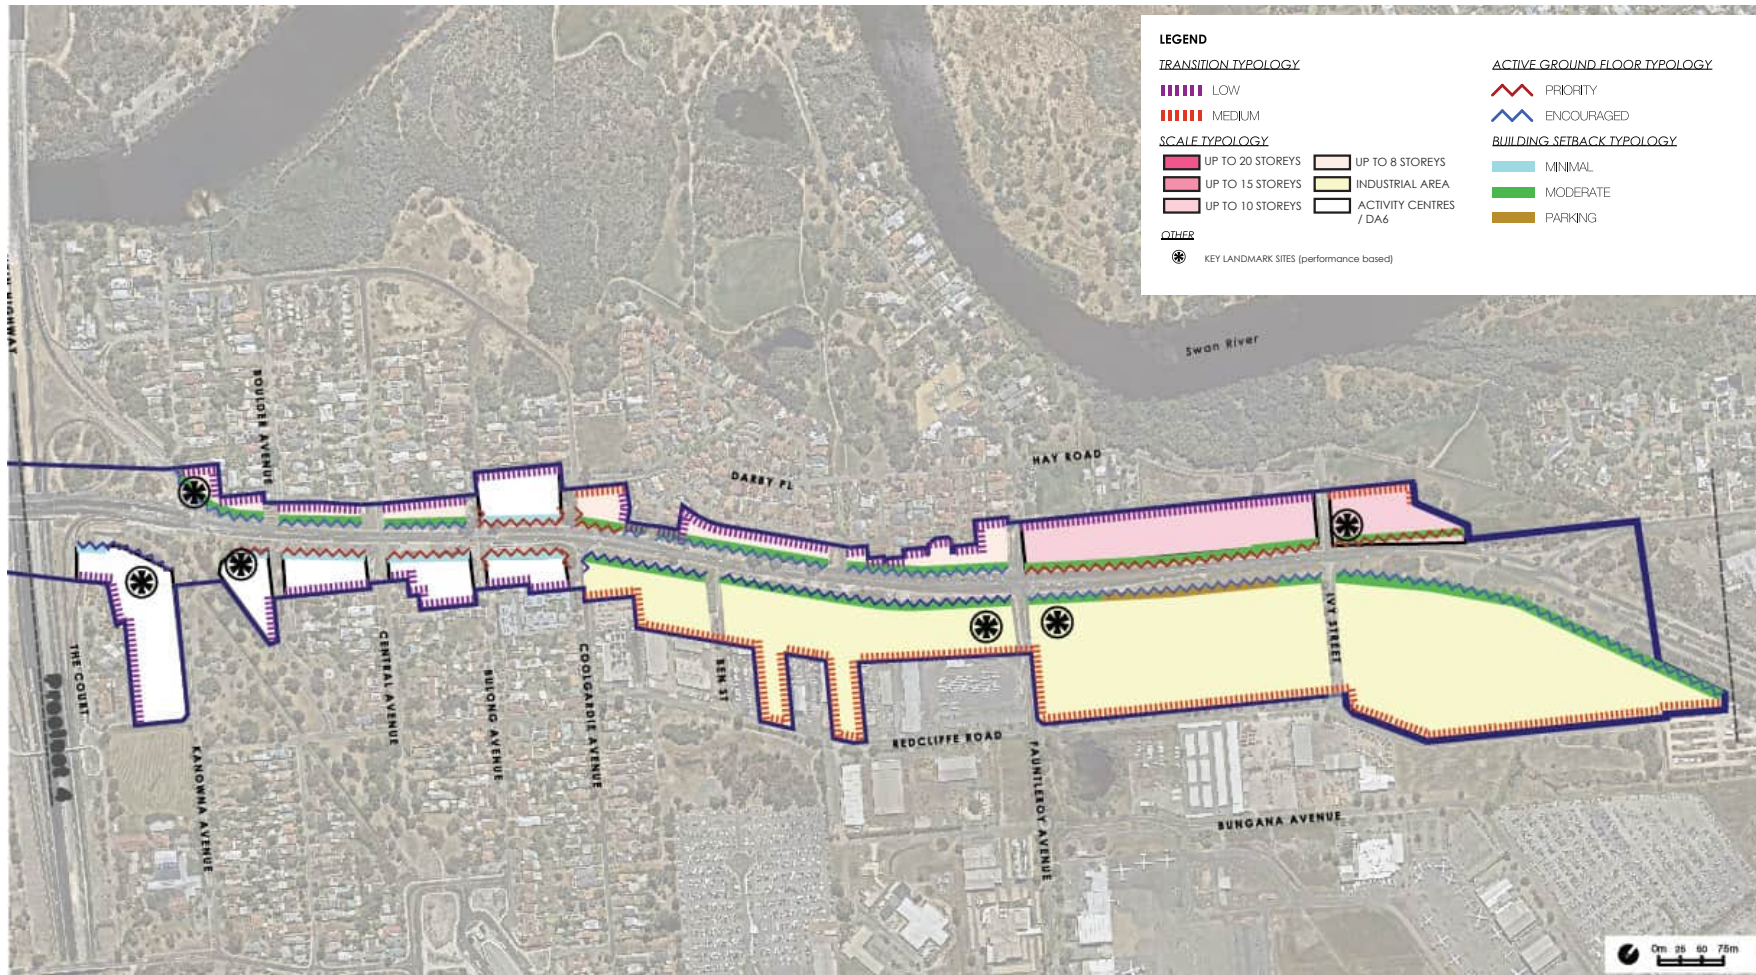 LEGEND
TRANSITION TYPOLOGY
LOW
MEDIUM
SCALE TYPOLOGY
UP TO 20 STOREYS
UP TO 8 STOREYS
UP TO 15 STOREYS
INDUSTRIAL AREA
UP TO 10 STOREYS
ACTIVITY CENTRES
/ DA6
OTHER
KEY LANDMARK SITES (performance based)
ACTIVE GROUND FLOOR TYPOLOGY
PRIORITY
ENCOURAGED
BUILDING SETBACK TYPOLOGY
MINIMAL
MODERATE
PARKING
Swan River
HIGHWAY
BOULDER AVENUE
DARBY PL
HAY ROAD
THE COURT
Precinct 4
KANOWNA AVENUE
CENTRAL AVENUE
BULONG AVENUE
COOLGARDIE AVENUE
BEN ST
REDCLIFFE ROAD
FAUNTLEROY AVENUE
IVY STREET
BUNGANA AVENUE
0m 25 50 75m